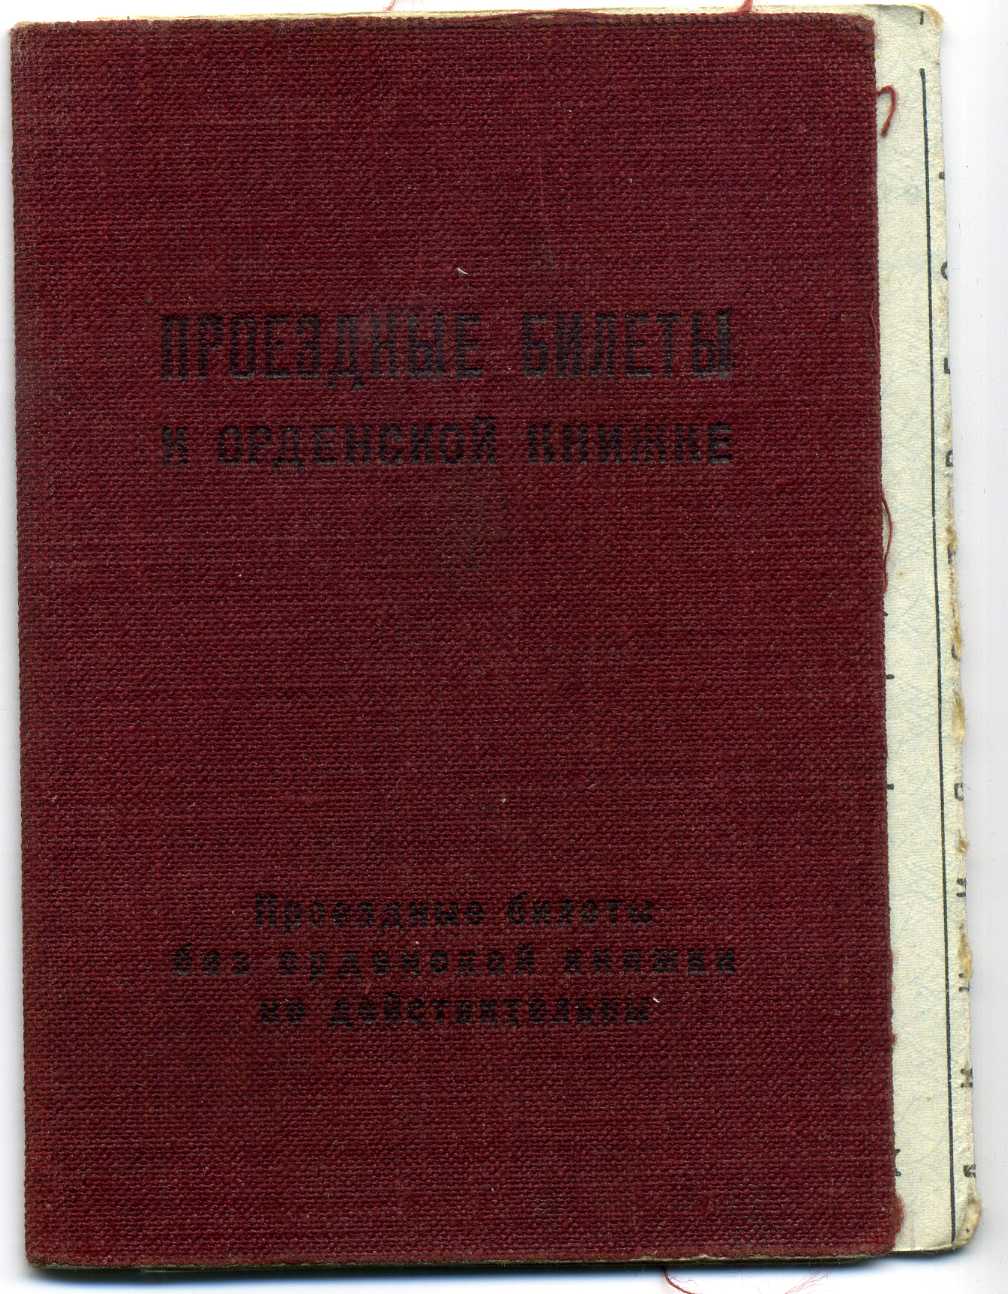 ПРОЕЗДНЫЕ БИЛЕТЫ
К ОРДЕНСКОЙ КНИЖКЕ
Проездные билеты
без орденской книжки
не действительны